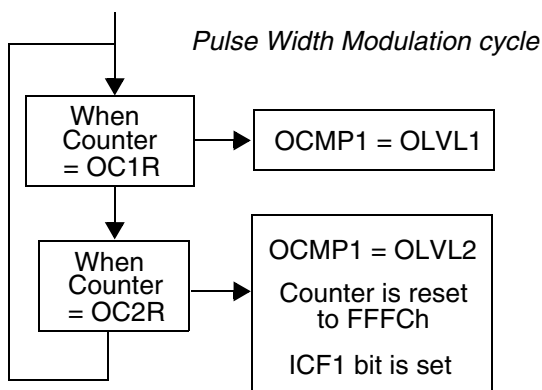 Pulse Width Modulation cycle
When
Counter
= OC1R
OCMP1 = OLVL1
When
Counter
= OC2R
OCMP1 = OLVL2
Counter is reset
to FFFCh
ICF1 bit is set